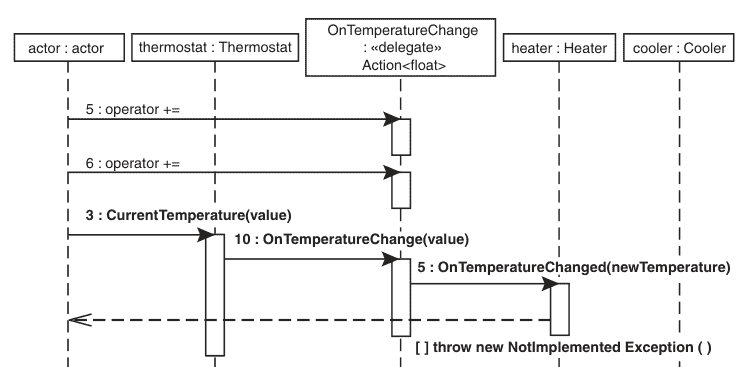 actor : actor
thermostat : Thermostat
OnTemperatureChange
: «delegate»
Action<float>
heater : Heater
cooler : Cooler
5 : operator +=
6 : operator +=
3 : CurrentTemperature(value)
10 : OnTemperatureChange(value)
5 : OnTemperatureChanged(newTemperature)
[ ] throw new NotImplemented Exception ( )